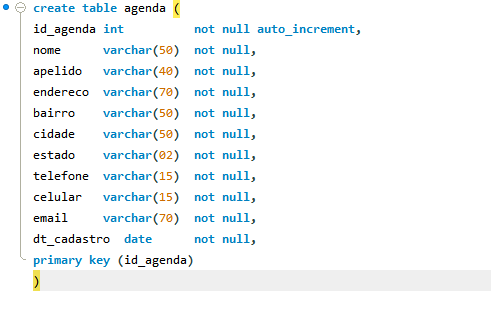 create table agenda (
id_agenda int not null auto_increment,
nome varchar(50) not null,
apelido varchar(40) not null,
endereco varchar(70) not null,
bairro varchar(50) not null,
cidade varchar(50) not null,
estado varchar(02) not null,
telefone varchar(15) not null,
celular varchar(15) not null,
email varchar(70) not null,
dt_cadastro date not null,
primary key (id_agenda)
)